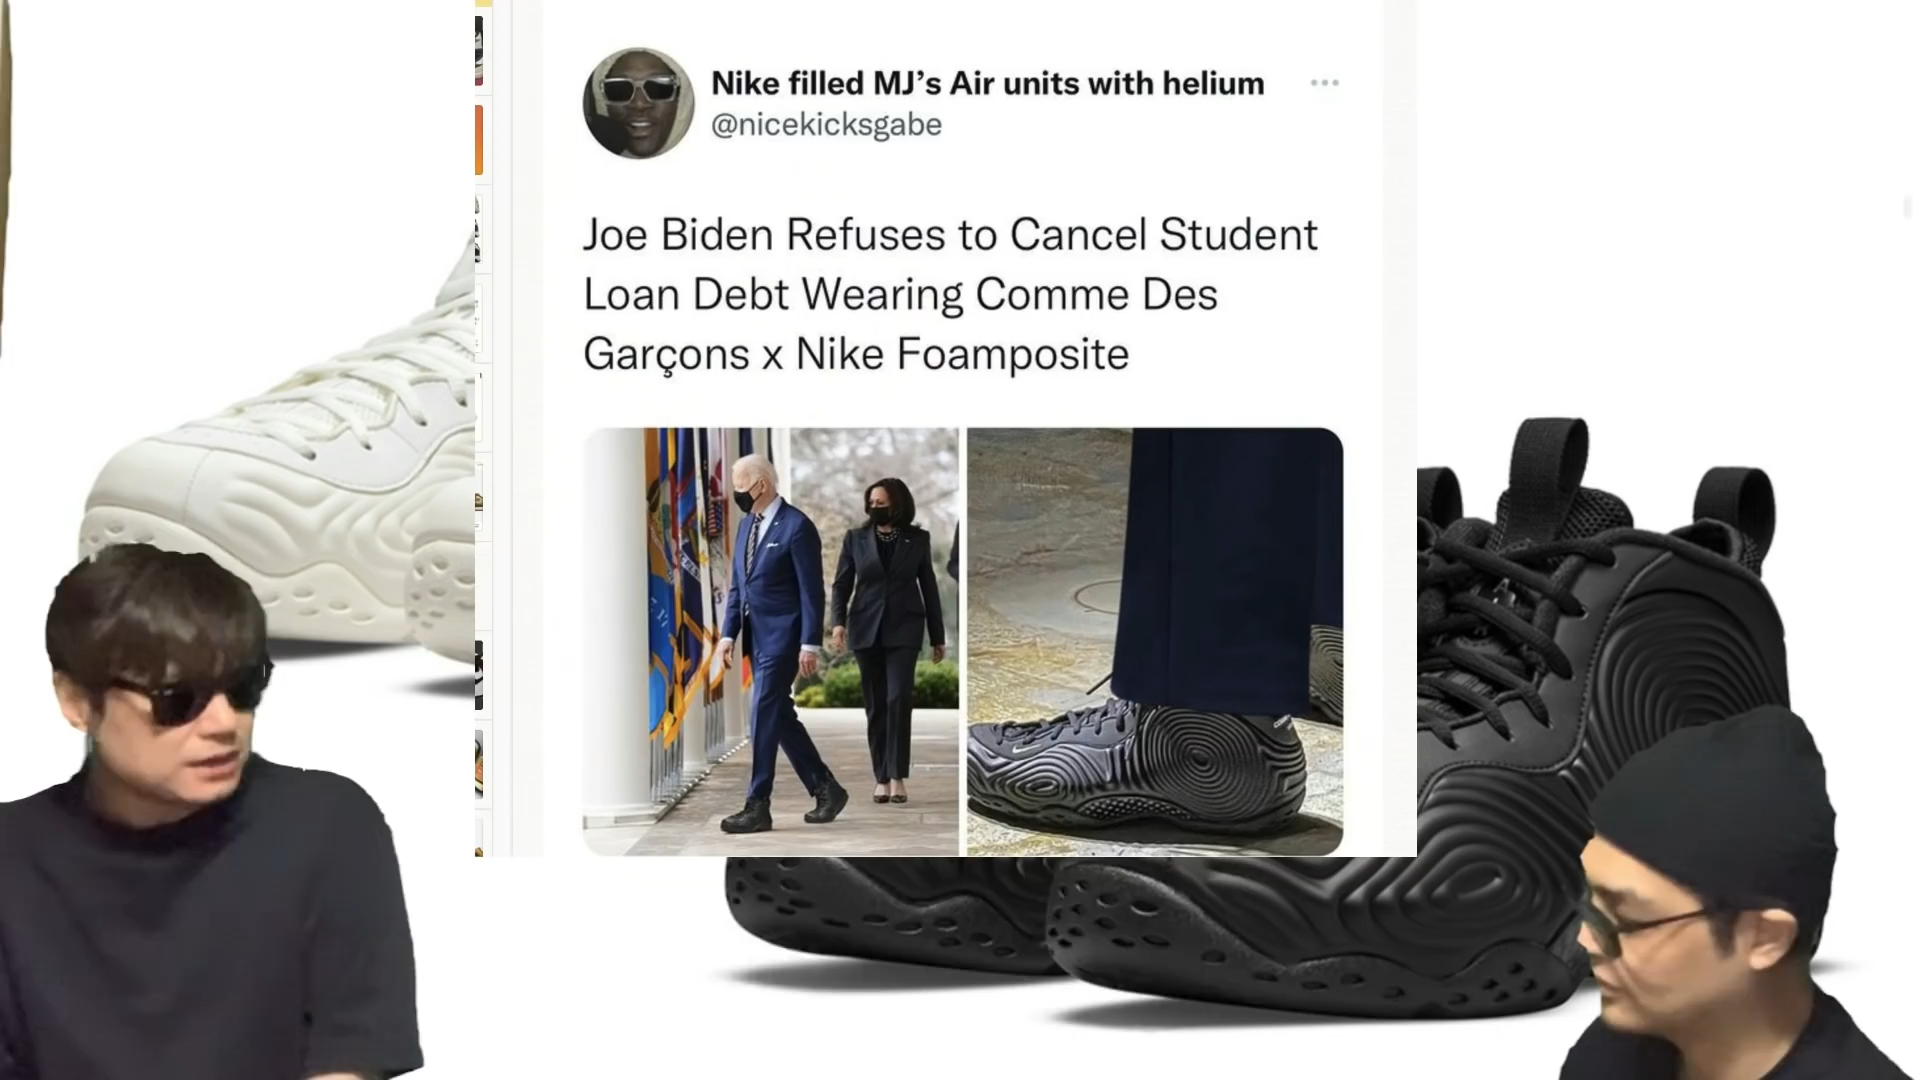 Nike filled MJ’s Air units with helium
@nicekicksgabe
Joe Biden Refuses to Cancel Student
Loan Debt Wearing Comme Des
Garçons x Nike Foamposite